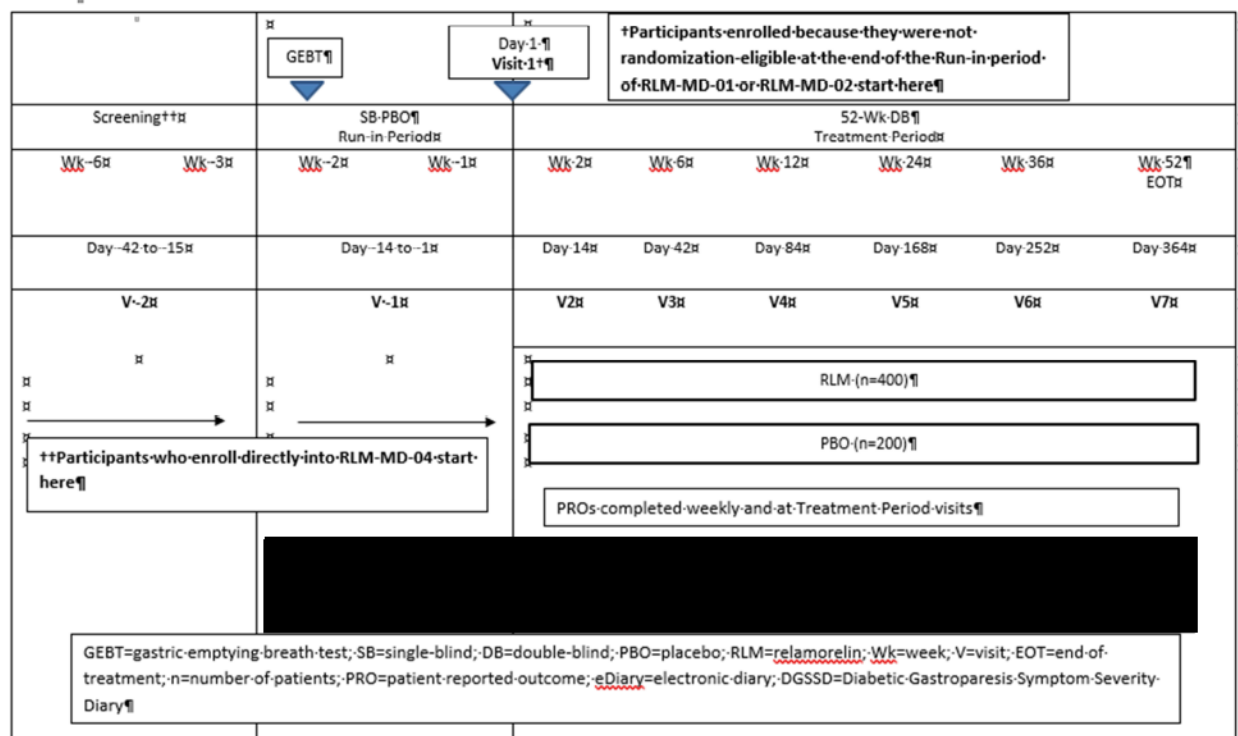 GEBT¶
Day·1·¶
Visit·1†¶
†Participants·enrolled·because·they·were·not·
randomization-eligible·at·the·end·of·the·Run-in·period·
of·RLM-MD-01·or·RLM-MD-02·start·here¶
Screening††¤
SB·PBO¶
Run-in·Period¤
52-Wk·DB¶
Treatment·Period¤
Wk·-6¤ Wk·-3¤ Wk·-2¤ Wk·-1¤ Wk·2¤ Wk·6¤ Wk·12¤ Wk·24¤ Wk·36¤ Wk·52¶
EOT¤
Day·-42·to·-15¤ Day·-14·to·-1¤ Day·14¤ Day·42¤ Day·84¤ Day·168¤ Day·252¤ Day·364¤
V·-2¤ V·-1¤ V2¤ V3¤ V4¤ V5¤ V6¤ V7¤
RLM·(n=400)¶
PBO·(n=200)¶
††Participants·who·enroll·directly·into·RLM-MD-04·start·
here¶
PROs·completed·weekly·and·at·Treatment·Period·visits¶
GEBT=gastric·emptying·breath·test;·SB=single-blind;·DB=double-blind;·PBO=placebo;·RLM=relamorelin;·Wk=week;·V=visit;·EOT=end·of·
treatment;·n=number·of·patients;·PRO=patient·reported·outcome;·eDiary=electronic·diary;·DGSSD=Diabetic·Gastroparesis·Symptom·Severity·
Diary¶